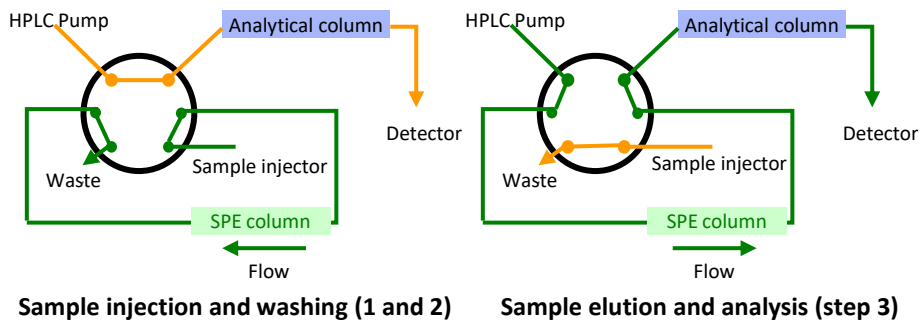 HPLC Pump
Analytical column
Detector
Sample injector
Waste
SPE column
Flow
Sample injection and washing (1 and 2)
HPLC Pump
Analytical column
Detector
Sample injector
Waste
SPE column
Flow
Sample elution and analysis (step 3)